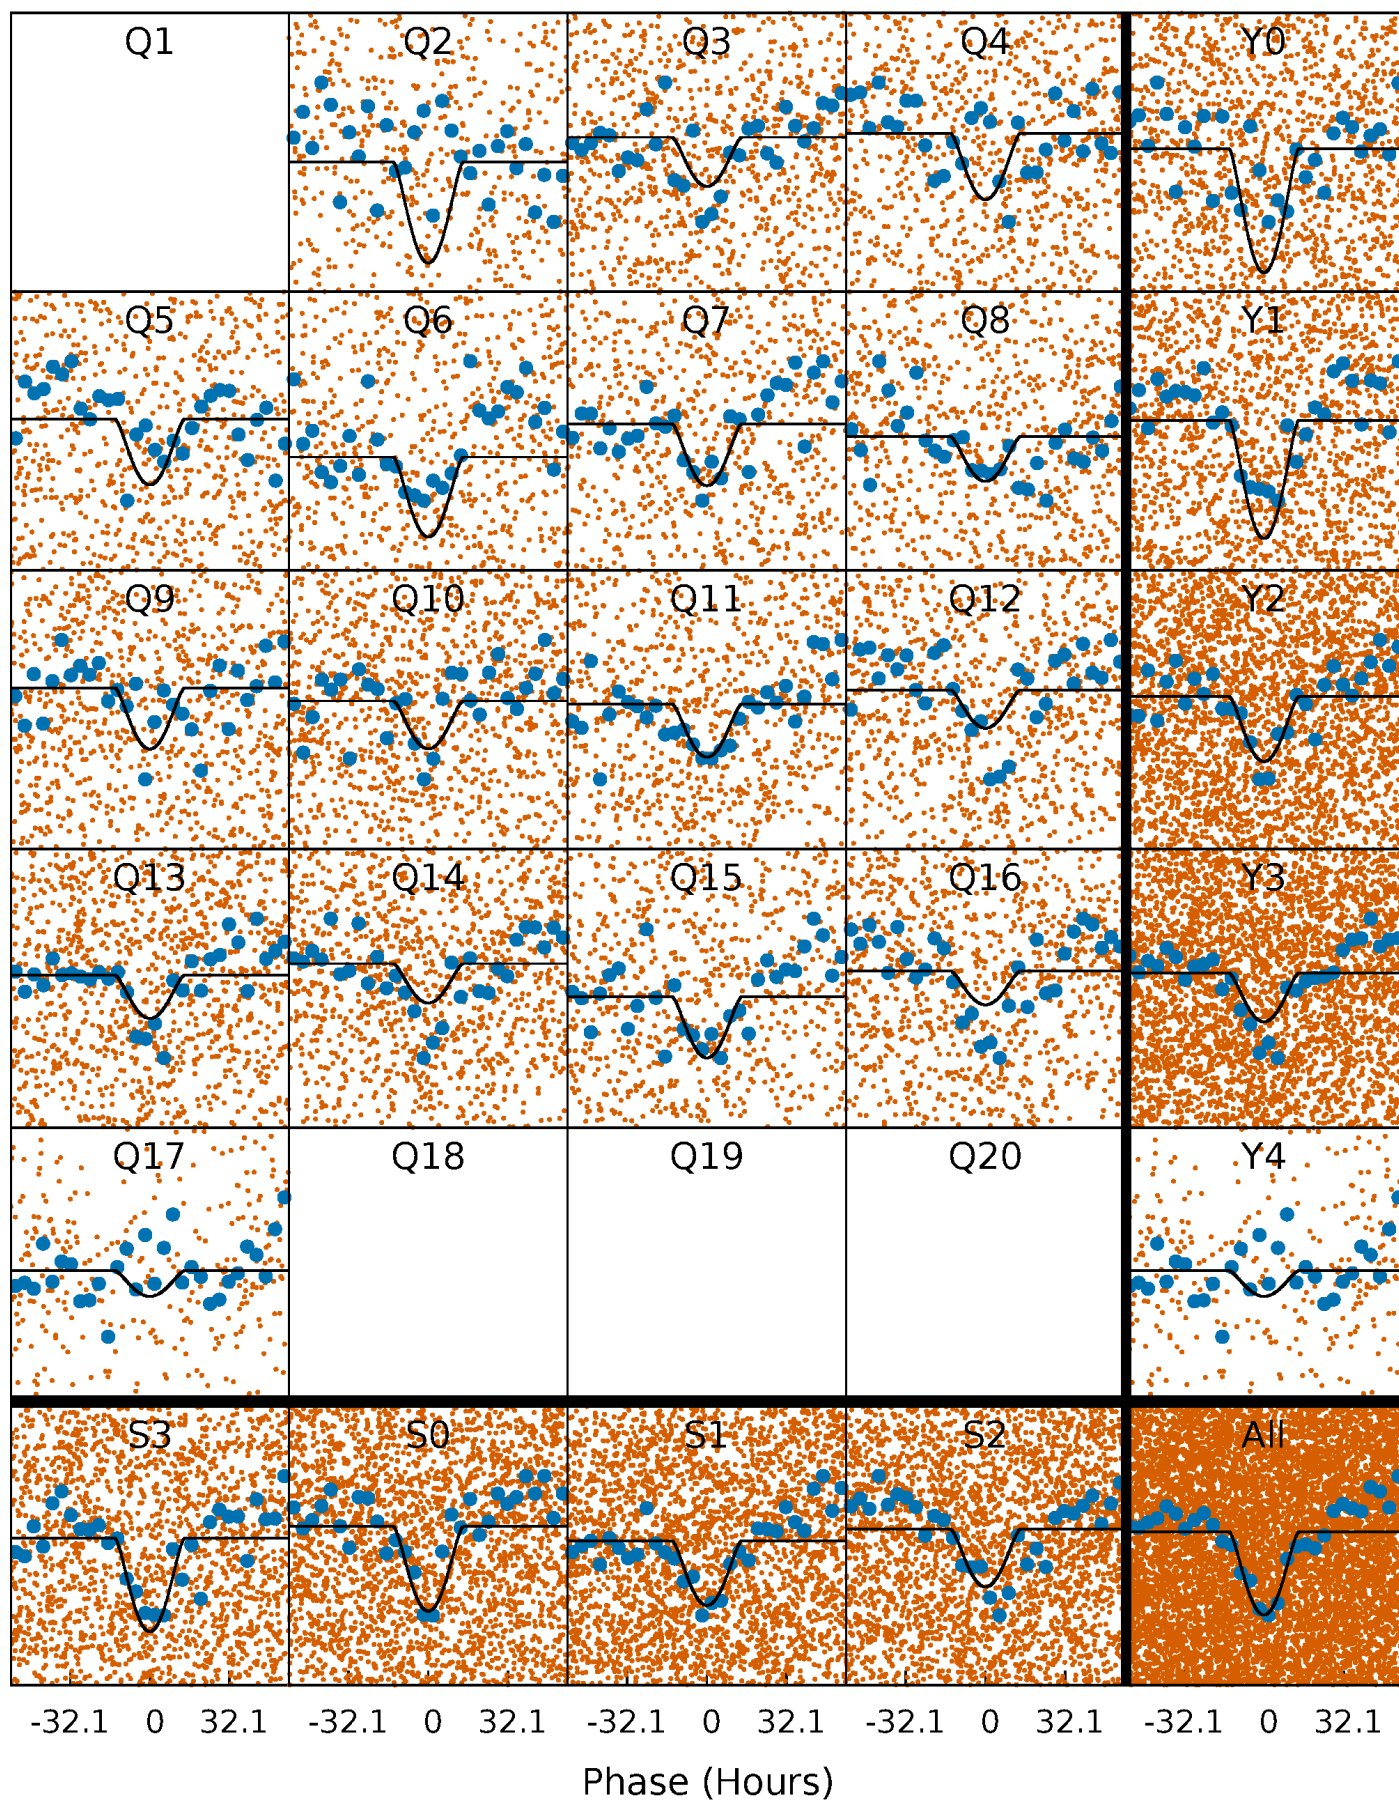 Q1 Q2 Q3 Q4 Y0
Q5 Q6 Q7 Q8 Y1
Q9 Q10 Q11 Q12 Y2
Q13 Q14 Q15 Q16 Y3
Q17 Q18 Q19 Q20 Y4
S3 S0 S1 S2 All
-32.1 0 32.1 -32.1 0 32.1 -32.1 0 32.1 -32.1 0 32.1 -32.1 0 32.1
Phase (Hours)